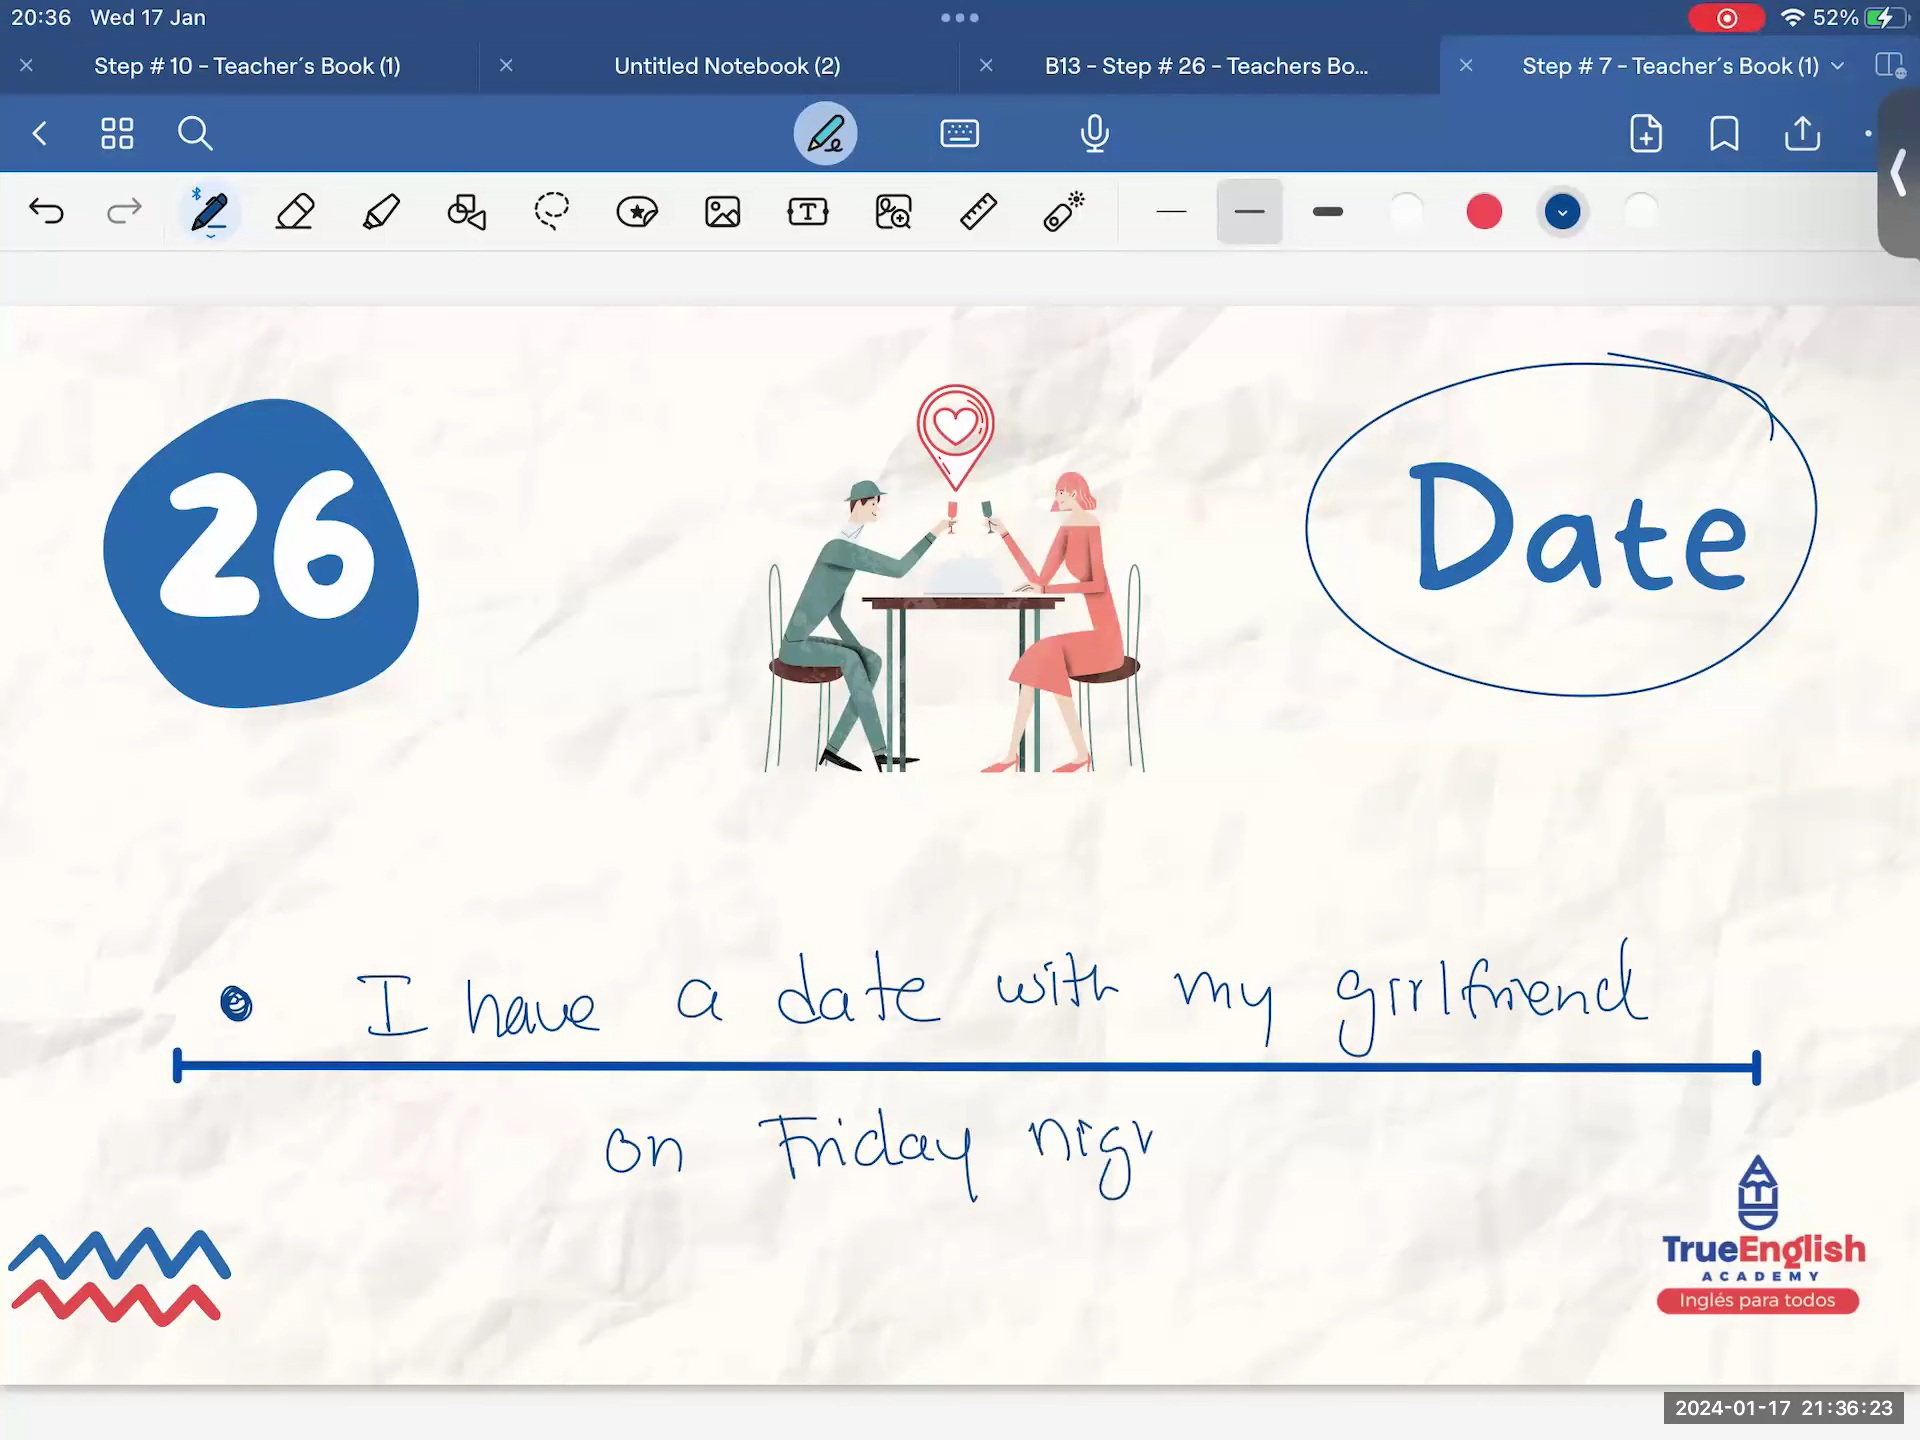 20:36 Wed 17 Jan
52%
Step # 10 - Teacher´s Book (1)
Untitled Notebook (2)
B13 - Step # 26 - Teachers Bo...
Step # 7 - Teacher´s Book (1)
26
Date
I have a date with my girlfriend
on Friday nigh
TrueEnglish
ACADEMY
Inglés para todos
2024-01-17 21:36:23